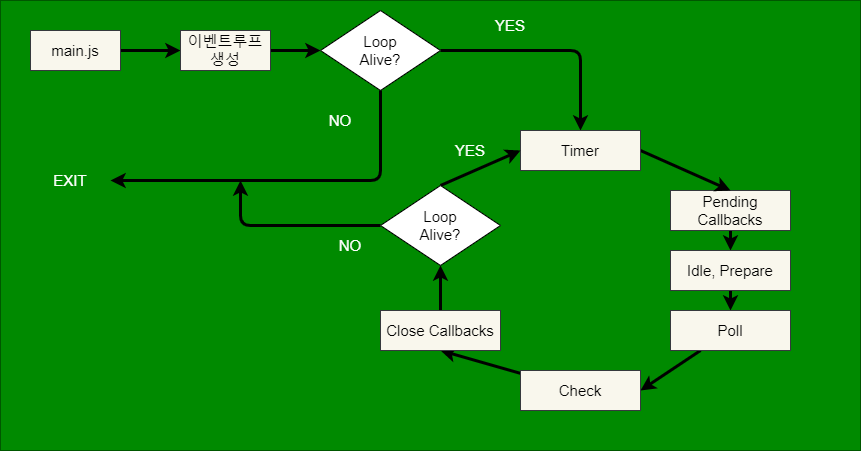 main.js
이벤트루프
생성
Loop
Alive?
YES
NO
EXIT
YES
Timer
Loop
Alive?
NO
Pending
Callbacks
Idle, Prepare
Poll
Close Callbacks
Check